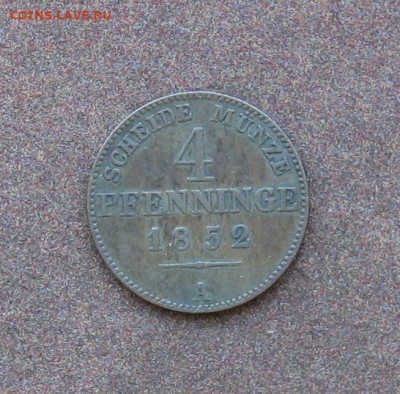 COINS.LAVE.RU
SCHEIDE MÜNZE
4
PFENNINGE
1852
A